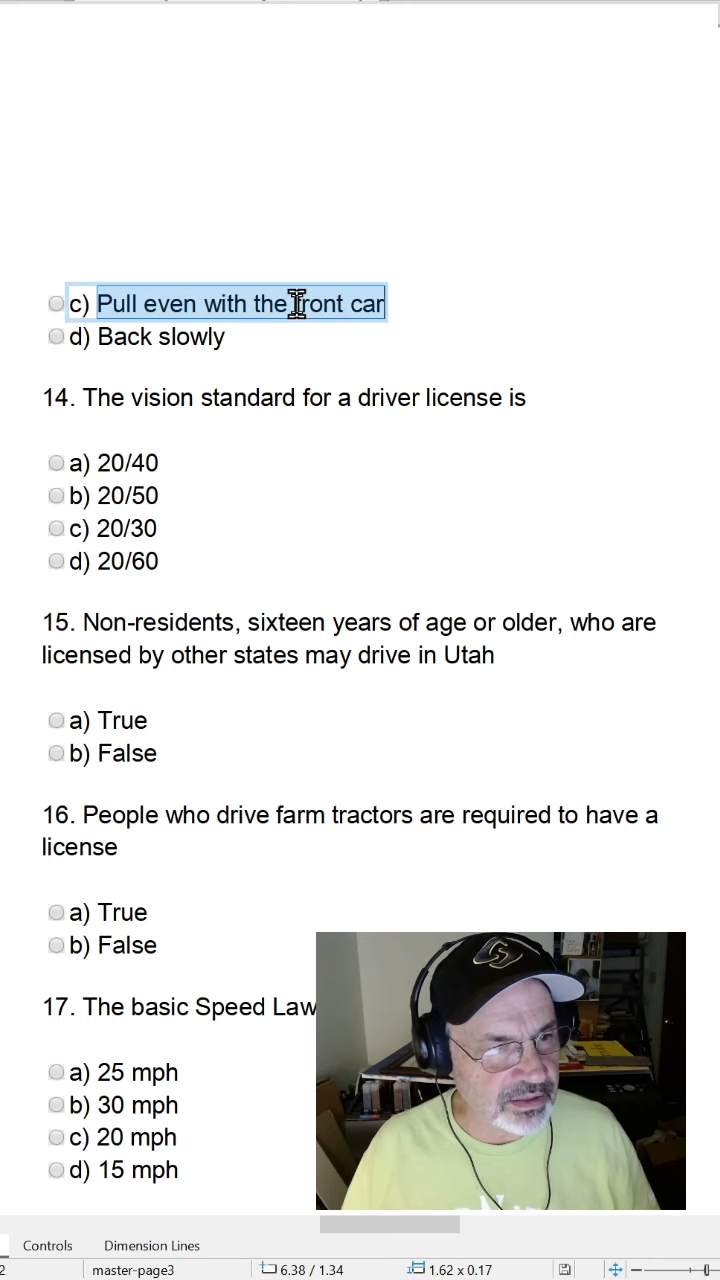 c) Pull even with the front car
d) Back slowly
14. The vision standard for a driver license is
a) 20/40
b) 20/50
c) 20/30
d) 20/60
15. Non-residents, sixteen years of age or older, who are
licensed by other states may drive in Utah
a) True
b) False
16. People who drive farm tractors are required to have a
license
a) True
b) False
17. The basic Speed Law
a) 25 mph
b) 30 mph
c) 20 mph
d) 15 mph
Controls Dimension Lines
2 master-page3 6.38 / 1.34 1.62 x 0.17